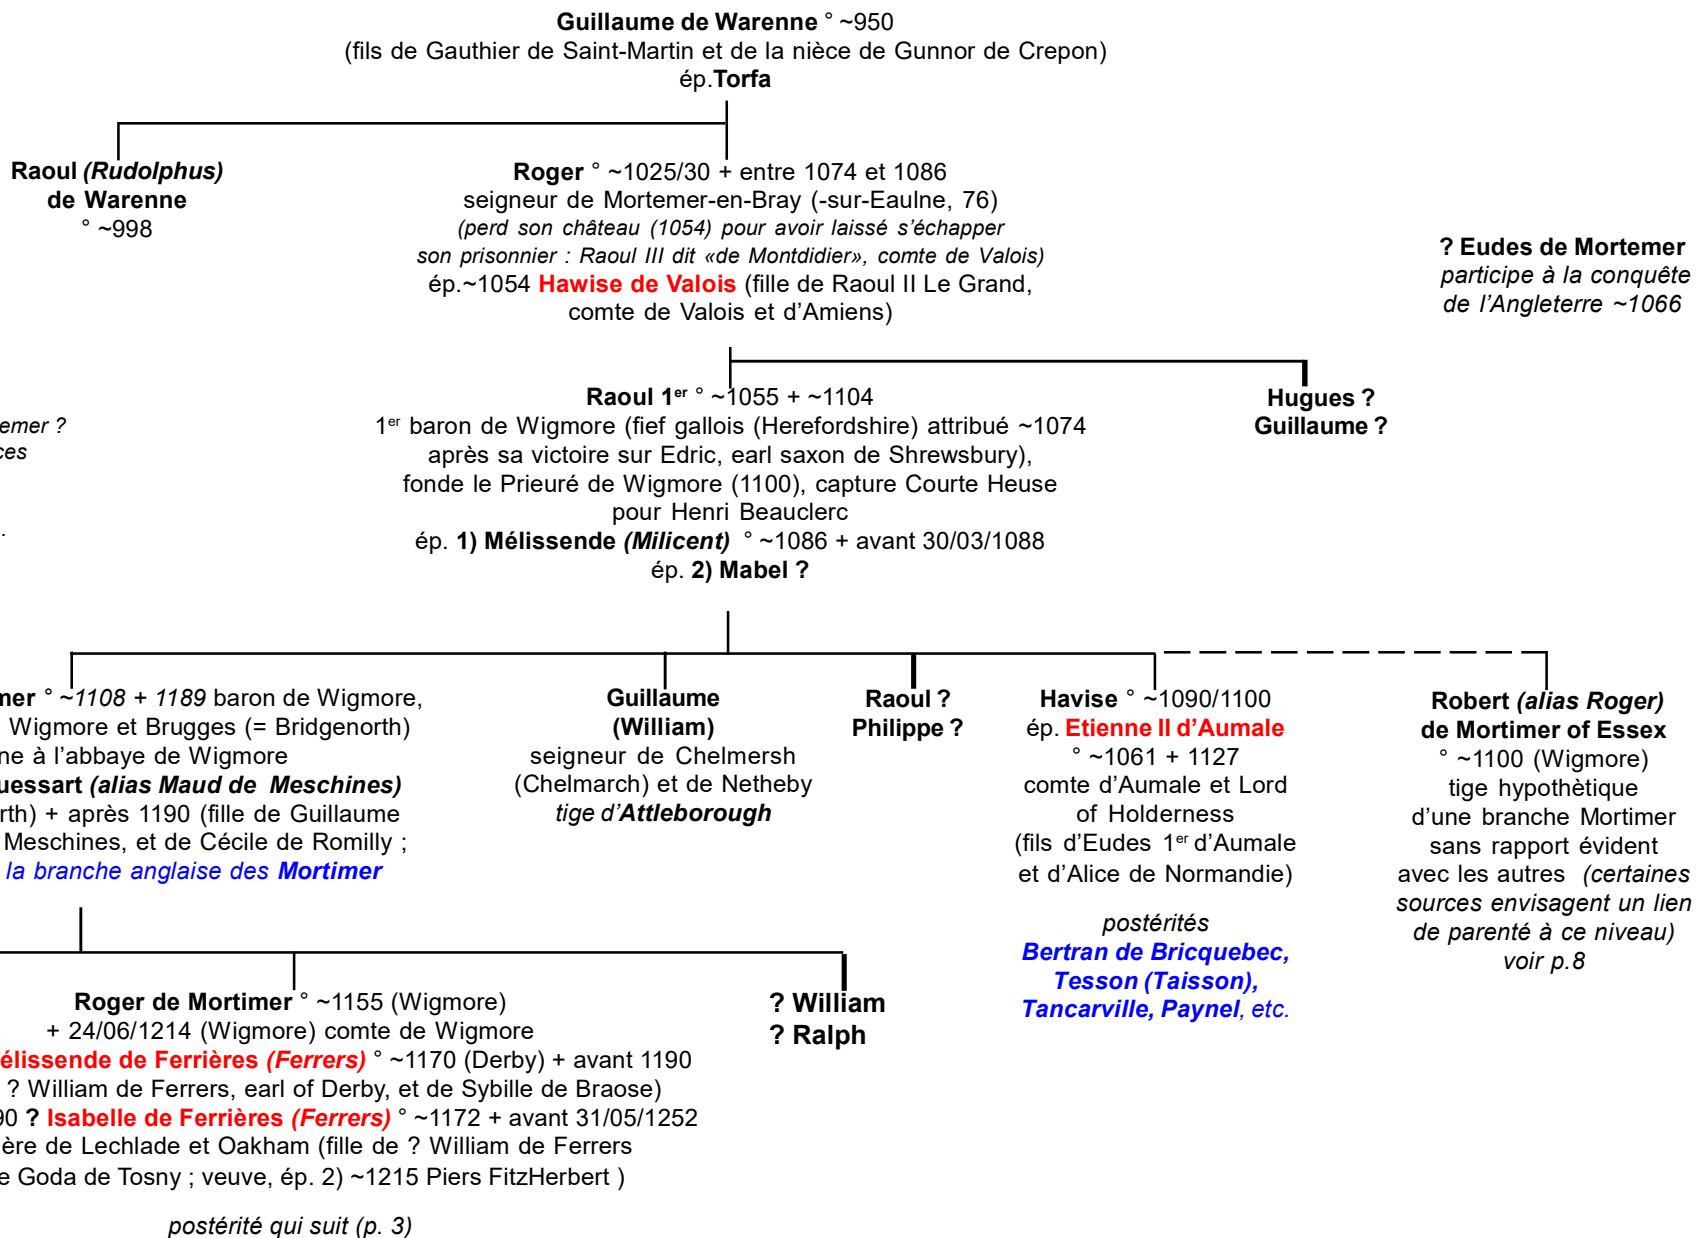 Guillaume de Warenne ° ~950
(fils de Gauthier de Saint-Martin et de la nièce de Gunnor de Crepon)
ép.Torfa
Raoul (Rudolphus)
de Warenne
° ~998
Roger ° ~1025/30 + entre 1074 et 1086
seigneur de Mortemer-en-Bray (-sur-Eaulne, 76)
(perd son château (1054) pour avoir laissé s’échapper
son prisonnier : Raoul III dit «de Montdidier», comte de Valois)
ép.~1054 Hawise de Valois (fille de Raoul II Le Grand,
comte de Valois et d’Amiens)
? Eudes de Mortemer
participe à la conquête
de l’Angleterre ~1066
emer ?
ces
.
Raoul 1er ° ~1055 + ~1104
1er baron de Wigmore (fief gallois (Herefordshire) attribué ~1074
après sa victoire sur Edric, earl saxon de Shrewsbury),
fonde le Prieuré de Wigmore (1100), capture Courte Heuse
pour Henri Beauclerc
ép. 1) Mélissende (Milicent) ° ~1086 + avant 30/03/1088
ép. 2) Mabel ?
Hugues ?
Guillaume ?
mer ° ~1108 + 1189 baron de Wigmore,
Wigmore et Brugges (= Bridgenorth)
ne à l’abbaye de Wigmore
uessart (alias Maud de Meschines)
rth) + après 1190 (fille de Guillaume
Meschines, et de Cécile de Romilly ;
la branche anglaise des Mortimer
Guillaume
(William)
seigneur de Chelmersh
(Chelmarch) et de Netheby
tige d’Attleborough
Raoul ?
Philippe ?
Havise ° ~1090/1100
ép. Etienne II d’Aumale
° ~1061 + 1127
comte d’Aumale et Lord
of Holderness
(fils d’Eudes 1er d’Aumale
et d’Alice de Normandie)
postérités
Bertran de Bricquebec,
Tesson (Taisson),
Tancarville, Paynel, etc.
Robert (alias Roger)
de Mortimer of Essex
° ~1100 (Wigmore)
tige hypothètique
d’une branche Mortimer
sans rapport évident
avec les autres (certaines
sources envisagent un lien
de parenté à ce niveau)
voir p.8
Roger de Mortimer ° ~1155 (Wigmore)
+ 24/06/1214 (Wigmore) comte de Wigmore
élissende de Ferrières (Ferrers) ° ~1170 (Derby) + avant 1190
? William de Ferrers, earl of Derby, et de Sybille de Braose)
90 ? Isabelle de Ferrières (Ferrers) ° ~1172 + avant 31/05/1252
ère de Lechlade et Oakham (fille de ? William de Ferrers
e Goda de Tosny ; veuve, ép. 2) ~1215 Piers FitzHerbert )
postérité qui suit (p. 3)
? William
? Ralph